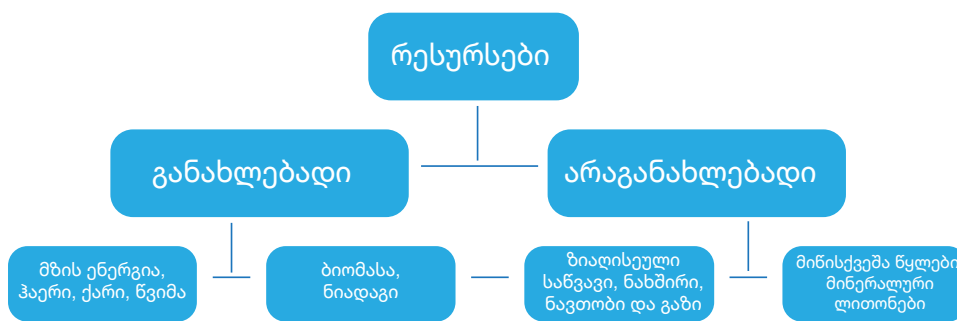 რესურსები
განახლებადი
არაგანახლებადი
მზის ენერგია,
ჰაერი, ქარი, წვიმა
ბიომასა,
ნიადაგი
ზიაღისეული
საწვავი, ნახშირი,
ნავთობი და გაზი
მიწისქვეშა წყლები
მინერალური
ლითონები